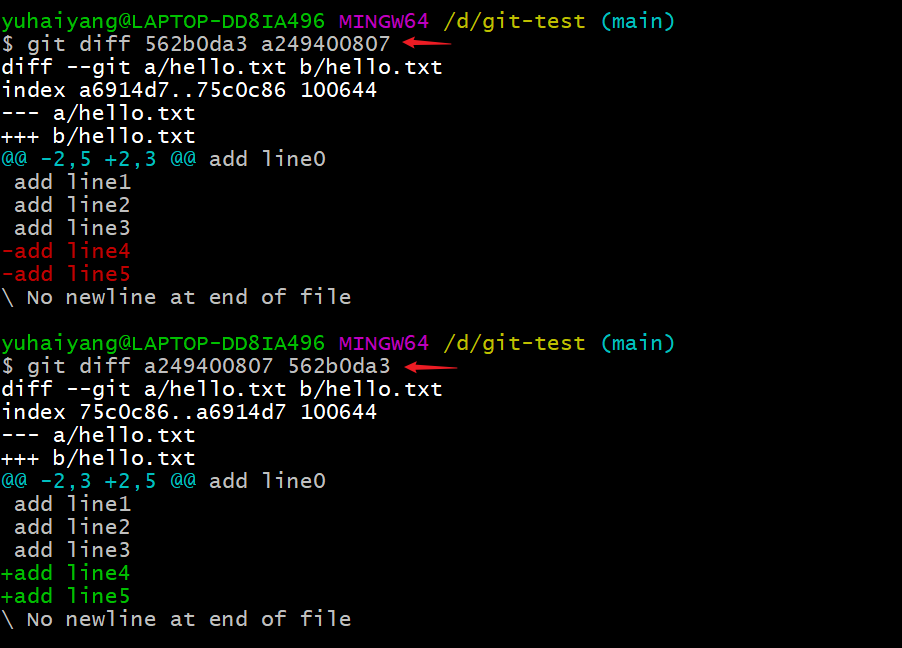 yuhaiyang@LAPTOP-DD8IA496 MINGW64 /d/git-test (main)
$ git diff 562b0da3 a249400807
diff --git a/hello.txt b/hello.txt
index a6914d7..75c0c86 100644
--- a/hello.txt
+++ b/hello.txt
@@ -2,5 +2,3 @@ add line0
 add line1
 add line2
 add line3
-add line4
-add line5
\ No newline at end of file

yuhaiyang@LAPTOP-DD8IA496 MINGW64 /d/git-test (main)
$ git diff a249400807 562b0da3
diff --git a/hello.txt b/hello.txt
index 75c0c86..a6914d7 100644
--- a/hello.txt
+++ b/hello.txt
@@ -2,3 +2,5 @@ add line0
 add line1
 add line2
 add line3
+add line4
+add line5
\ No newline at end of file